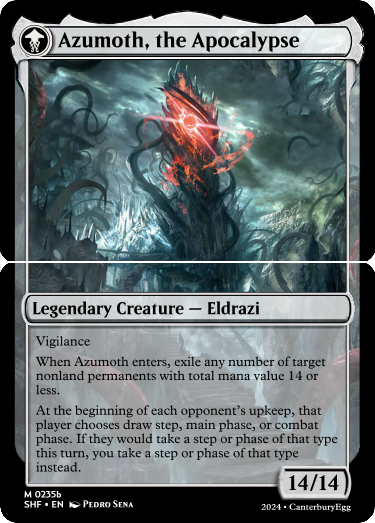 Azumoth, the Apocalypse
Legendary Creature — Eldrazi
Vigilance
When Azumoth enters, exile any number of target
nonland permanents with total mana value 14 or
less.
At the beginning of each opponent's upkeep, that
player chooses draw step, main phase, or combat
phase. If they would take a step or phase of that type
this turn, you take a step or phase of that type
instead.
14/14
M 0235b
SHF • EN Pedro Sena
2024 • CanterburyEgg